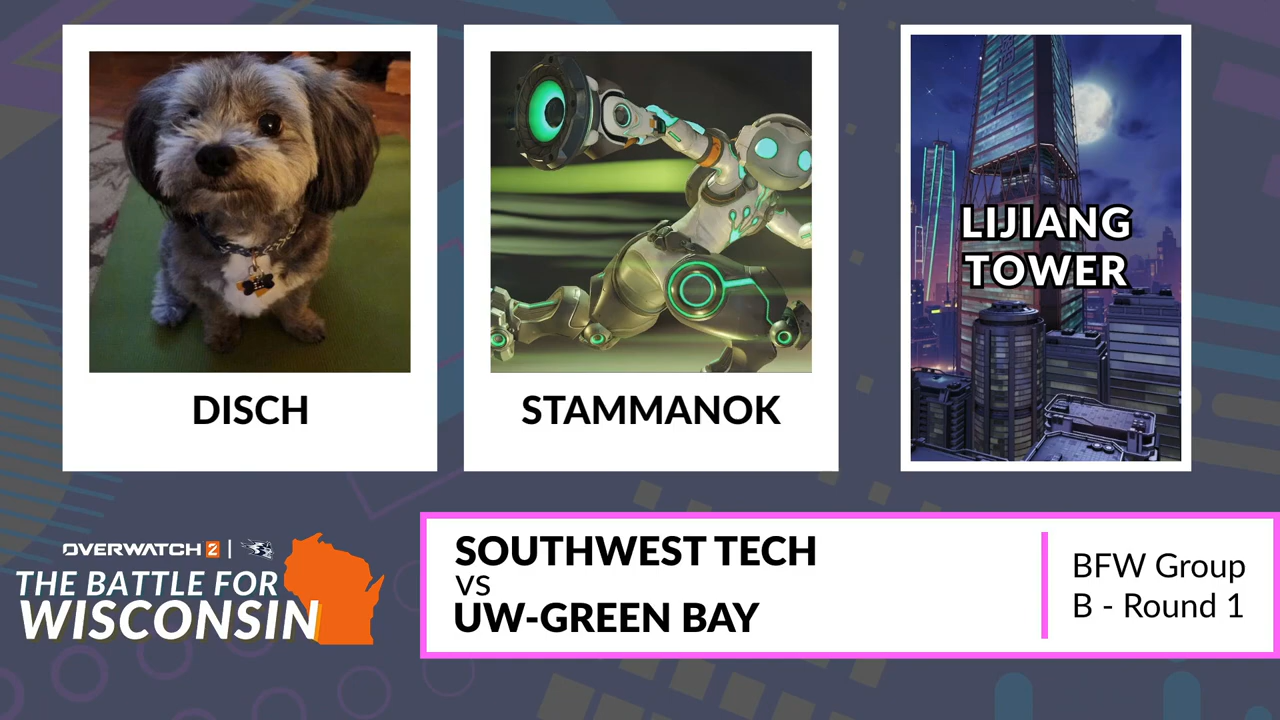 DISCH
STAMMANOK
LIJIANG
TOWER
OVERWATCH 2
THE BATTLE FOR
WISCONSIN
SOUTHWEST TECH
VS
UW-GREEN BAY
BFW Group
B - Round 1